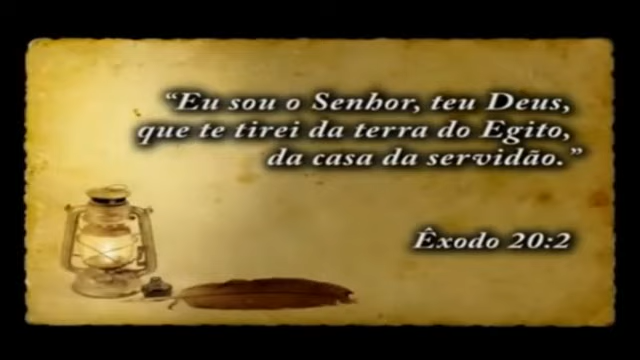 “Eu sou o Senhor, teu Deus,
que te tirei da terra do Egito,
da casa da servidão.”
Êxodo 20:2